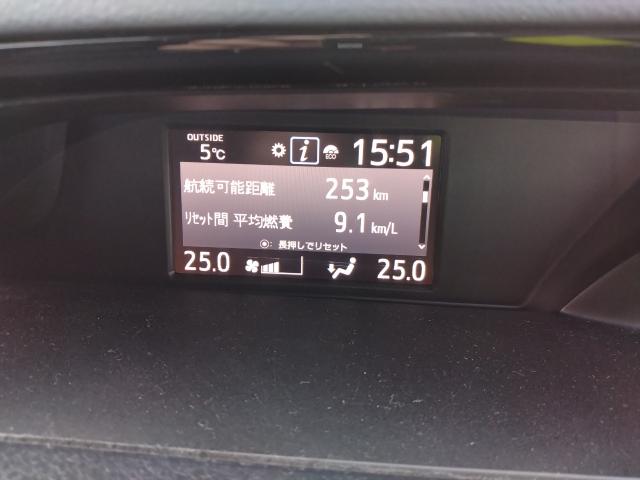 OUTSIDE
5℃ i ECO 15:51
航続可能距離 253 km
ﾘｾｯﾄ間 平均燃費 9.1 km/L
◉: 長押しでリセット
25.0 25.0